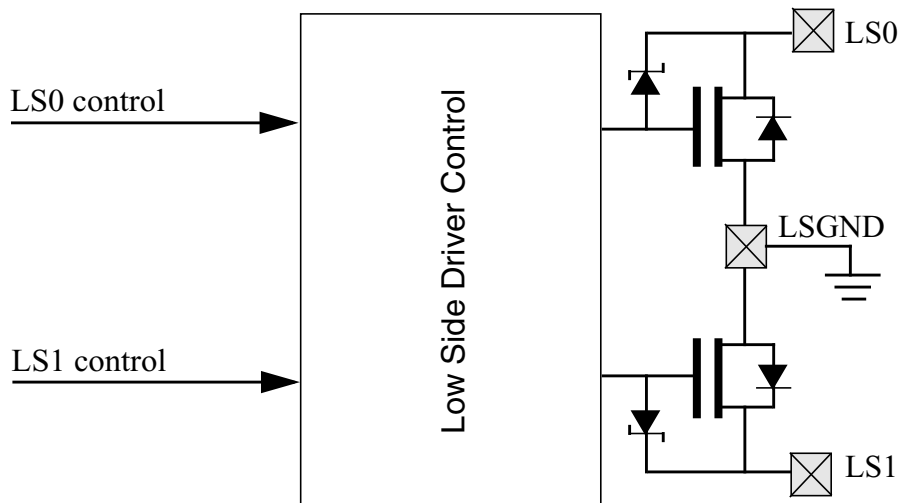 LS0
LS0 control
Low Side Driver Control
LSGND
LS1 control
LS1